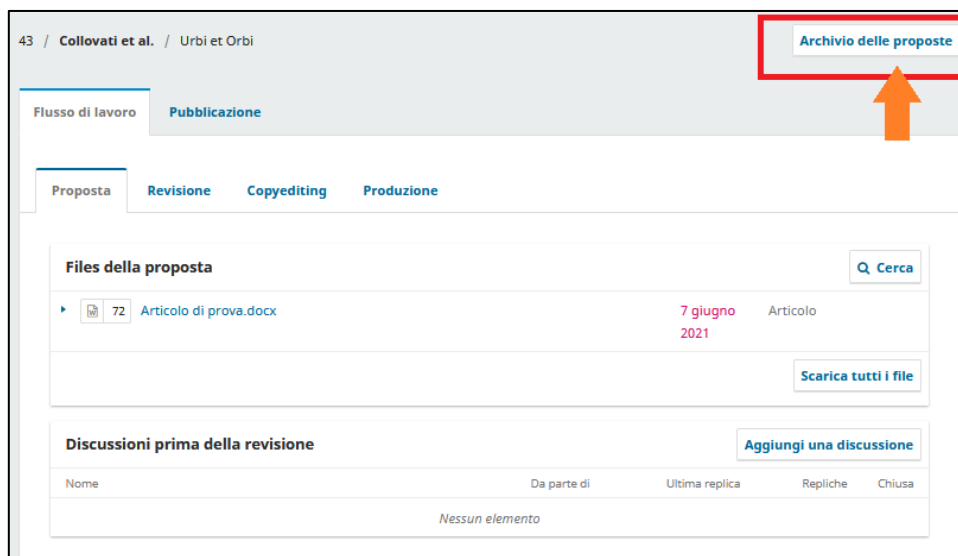 43 / Collovati et al. / Urbi et Orbi
Archivio delle proposte
Flusso di lavoro Pubblicazione
Proposta Revisione Copyediting Produzione
Files della proposta
Cerca
72 Articolo di prova.docx 7 giugno 2021 Articolo
Scarica tutti i file
Discussioni prima della revisione
Aggiungi una discussione
Nome Da parte di Ultima replica Repliche Chiusa
Nessun elemento